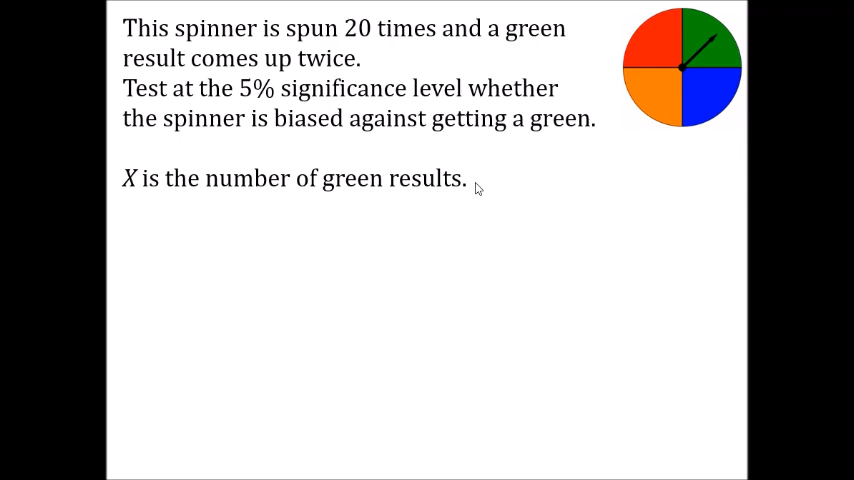 This spinner is spun 20 times and a green
result comes up twice.
Test at the 5% significance level whether
the spinner is biased against getting a green.
X is the number of green results.